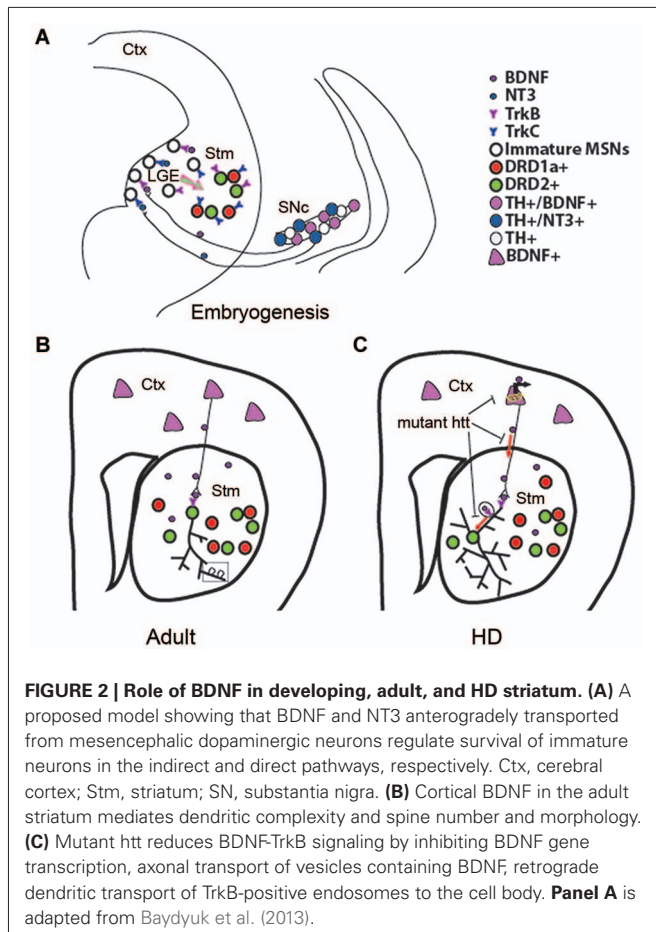 A
Ctx
BDNF
NT3
TrkB
TrkC
Immature MSNs
DRD1a+
DRD2+
TH+/BDNF+
TH+/NT3+
TH+
BDNF+
Stm
LGE
SNc
Embryogenesis
B
Ctx
Stm
Adult
C
Ctx
mutant htt
Stm
HD
FIGURE 2 | Role of BDNF in developing, adult, and HD striatum. (A) A
proposed model showing that BDNF and NT3 anterogradely transported
from mesencephalic dopaminergic neurons regulate survival of immature
neurons in the indirect and direct pathways, respectively. Ctx, cerebral
cortex; Stm, striatum; SN, substantia nigra. (B) Cortical BDNF in the adult
striatum mediates dendritic complexity and spine number and morphology.
(C) Mutant htt reduces BDNF-TrkB signaling by inhibiting BDNF gene
transcription, axonal transport of vesicles containing BDNF, retrograde
dendritic transport of TrkB-positive endosomes to the cell body. Panel A is
adapted from Baydyuk et al. (2013).